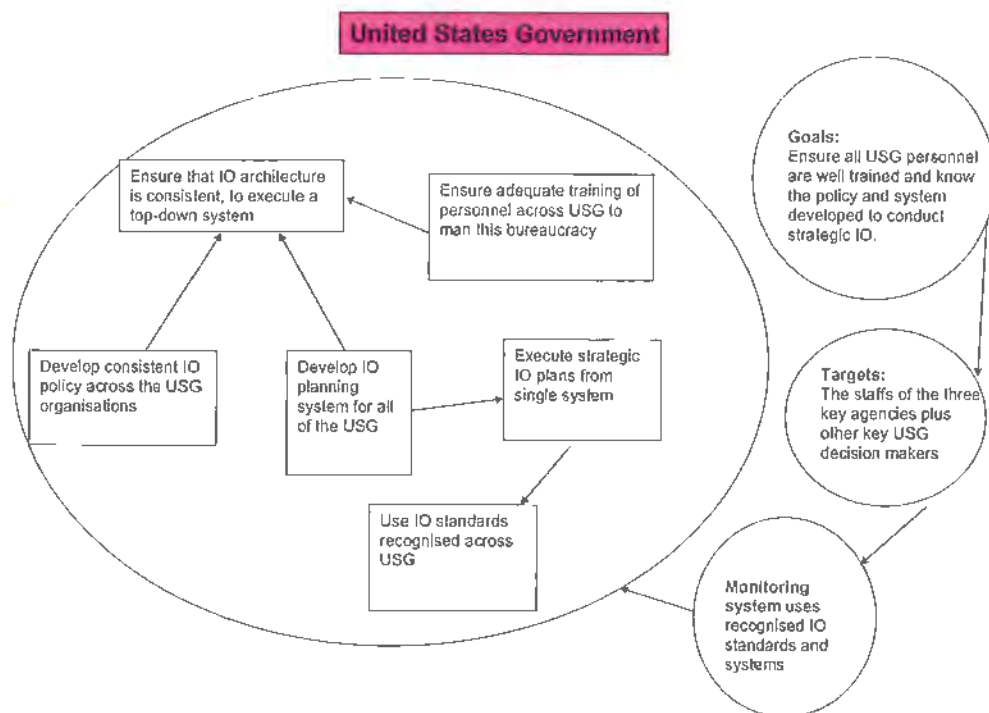 United States Government
Ensure that IO architecture
is consistent, to execute a
top-down system
Ensure adequate training of
personnel across USG to
man this bureaucracy
Develop consistent IO
policy across the USG
organisations
Develop IO
planning
system for all
of the USG
Execute strategic
IO plans from
single system
Use IO standards
recognised across
USG
Goals:
Ensure all USG personnel
are well trained and know
the policy and system
developed to conduct
strategic IO.
Targets:
The staffs of the three
key agencies plus
other key USG
decision makers
Monitoring
system uses
recognised IO
standards and
systems